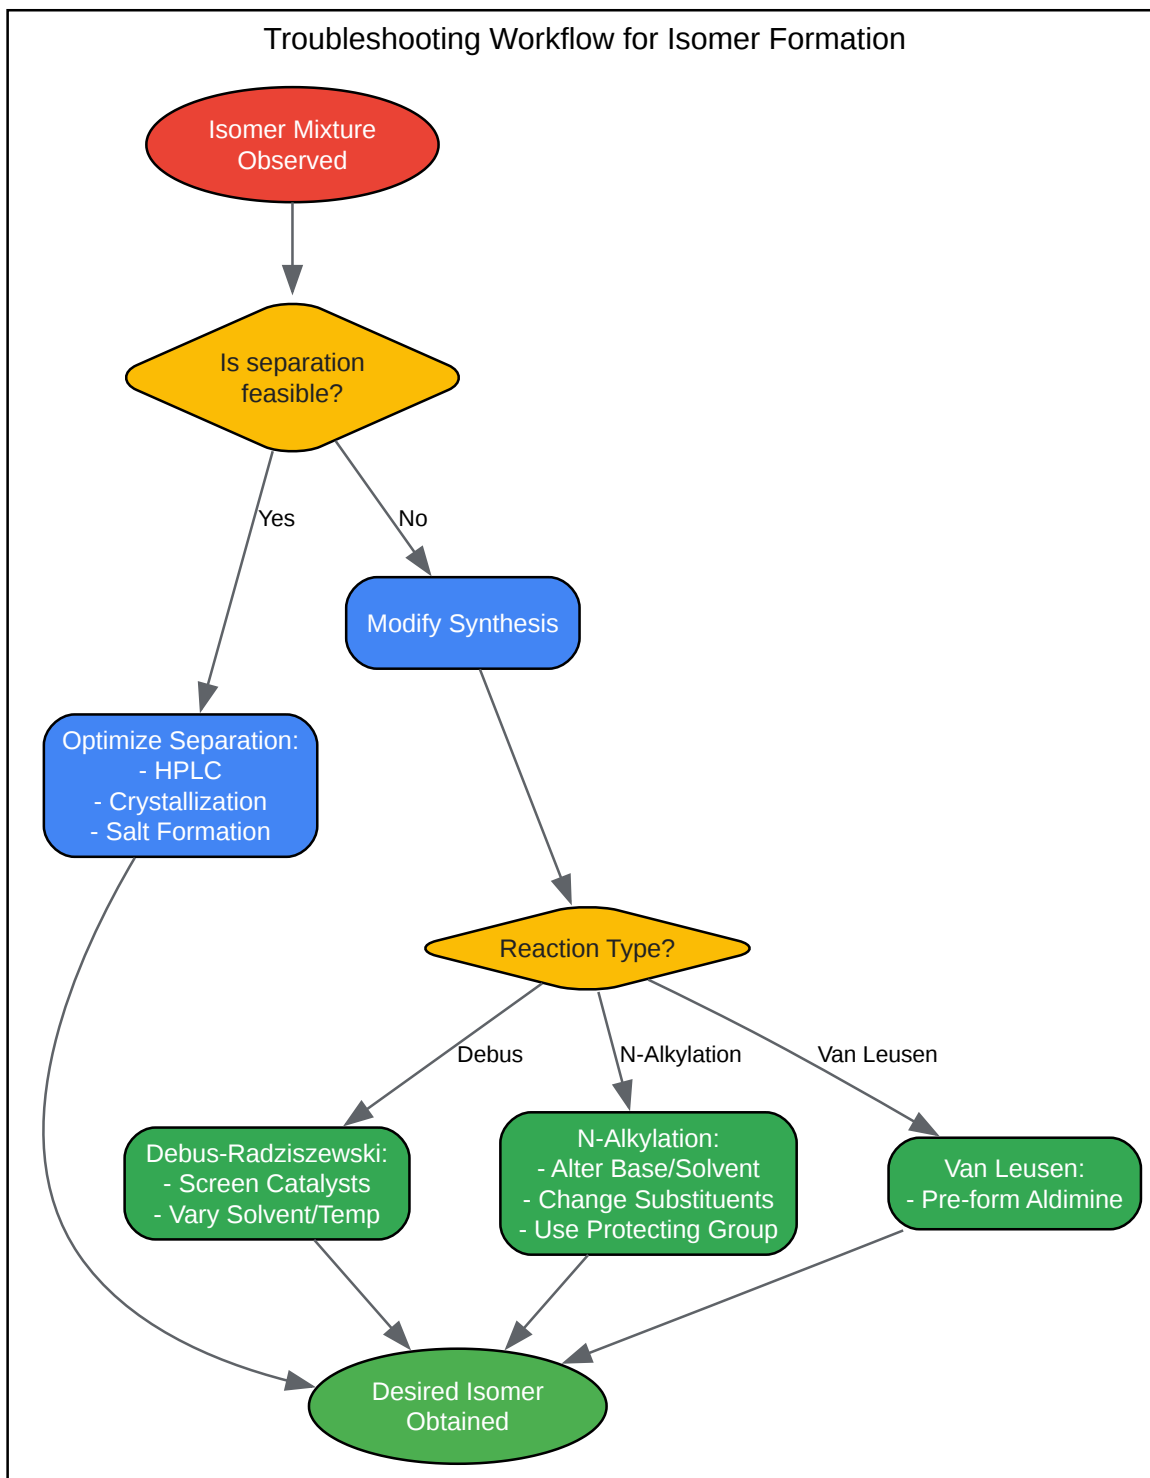 Troubleshooting Workflow for Isomer Formation
Isomer Mixture
Observed
Is separation
feasible?
Yes
No
Modify Synthesis
Optimize Separation:
- HPLC
- Crystallization
- Salt Formation
Reaction Type?
Debus
N-Alkylation
Van Leusen
Debus-Radziszewski:
- Screen Catalysts
- Vary Solvent/Temp
N-Alkylation:
- Alter Base/Solvent
- Change Substituents
- Use Protecting Group
Van Leusen:
- Pre-form Aldimine
Desired Isomer
Obtained